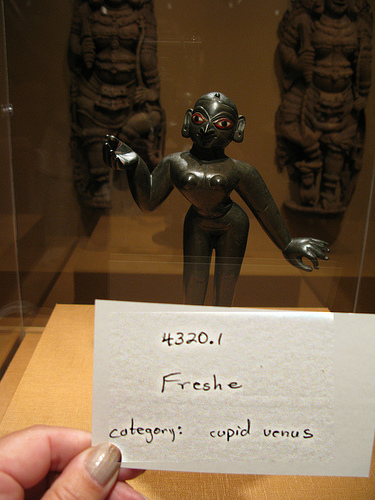 4320.1
Freshe
category: cupid venus